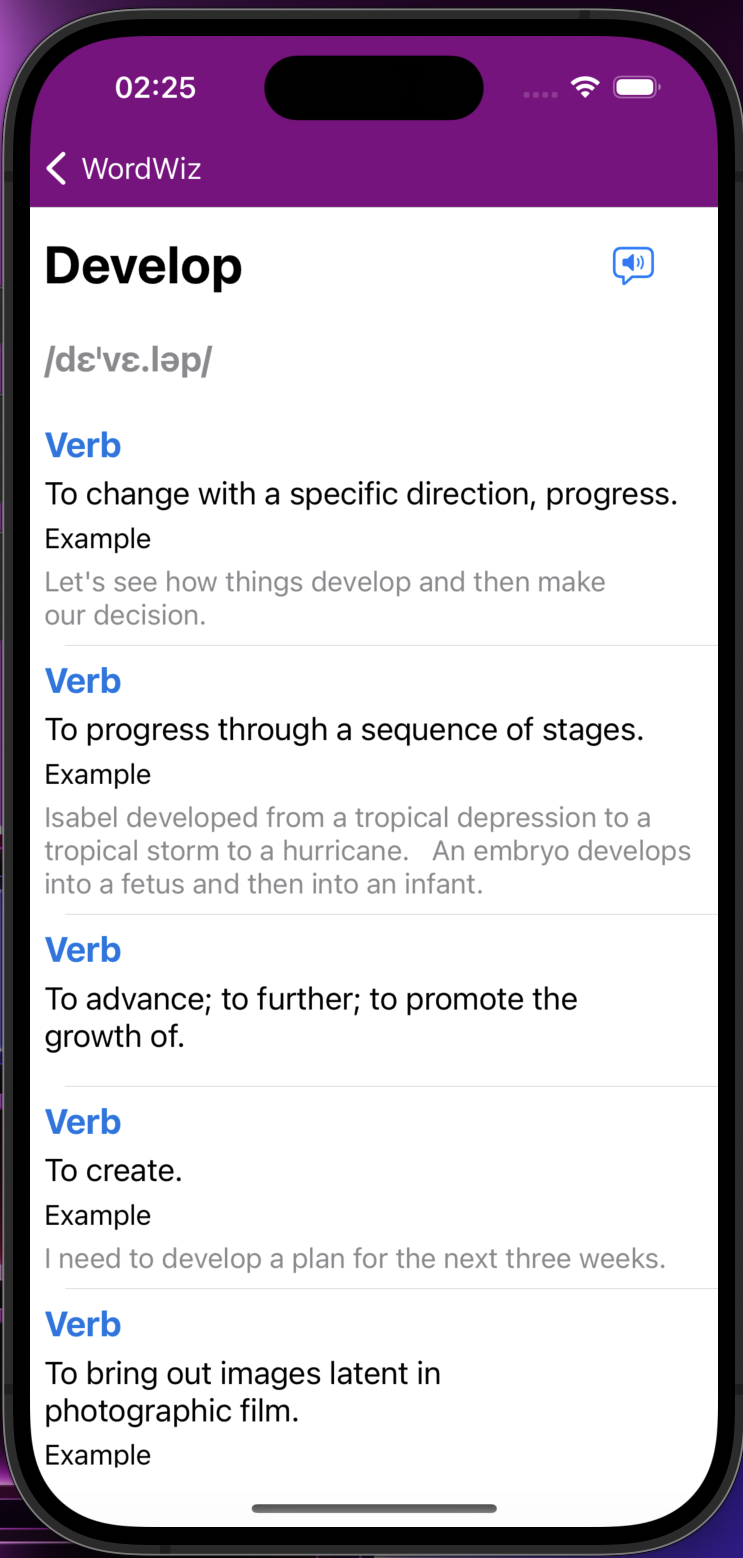 02:25
WordWiz
Develop
/dɛˈvɛ.ləp/
Verb
To change with a specific direction, progress.
Example
Let's see how things develop and then make
our decision.
Verb
To progress through a sequence of stages.
Example
Isabel developed from a tropical depression to a
tropical storm to a hurricane.   An embryo develops
into a fetus and then into an infant.
Verb
To advance; to further; to promote the
growth of.
Verb
To create.
Example
I need to develop a plan for the next three weeks.
Verb
To bring out images latent in
photographic film.
Example